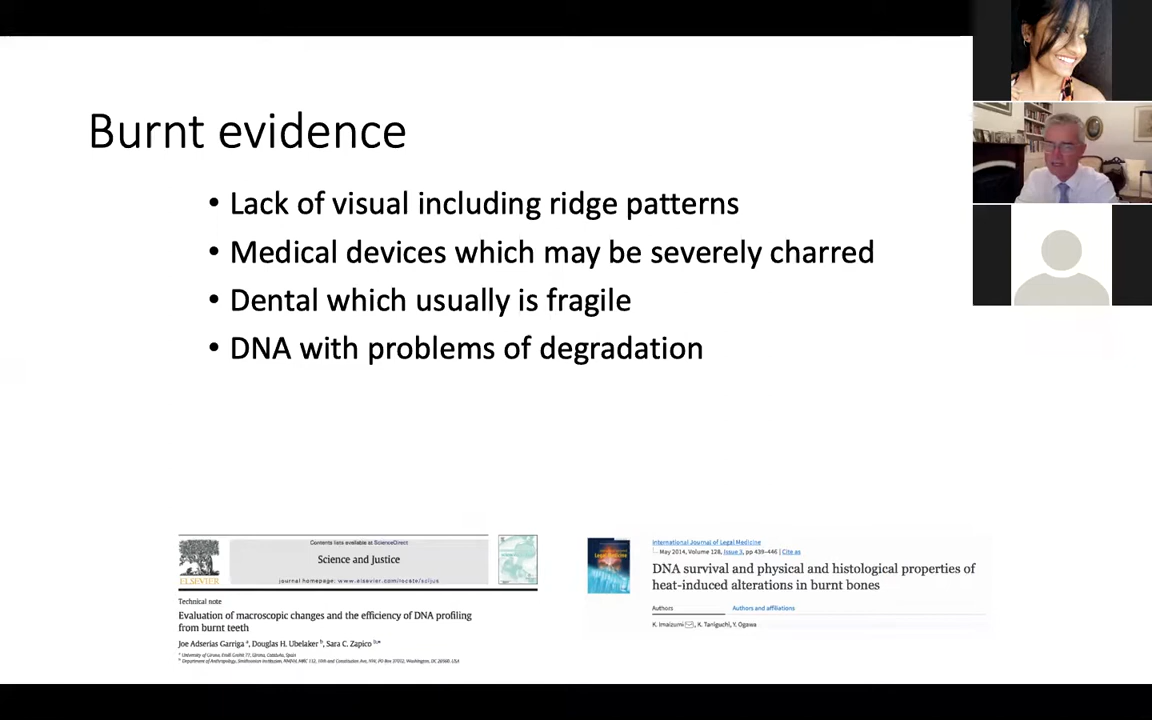 Burnt evidence
• Lack of visual including ridge patterns
• Medical devices which may be severely charred
• Dental which usually is fragile
• DNA with problems of degradation
ELSEVIER
Contents lists available at ScienceDirect
Science and Justice
journal homepage: www.elsevier.com/locate/scijus
Technical note
Evaluation of macroscopic changes and the efficiency of DNA profiling
from burnt teeth
Joe Adserias Garriga a, Douglas H. Ubelaker b, Sara C. Zapico b,*
International Journal of Legal Medicine
May 2014, Volume 128, Issue 3, pp 439–446 | Cite as
DNA survival and physical and histological properties of
heat-induced alterations in burnt bones
Authors
Authors and affiliations
K. Imaizumi, K. Taniguchi, Y. Ogawa